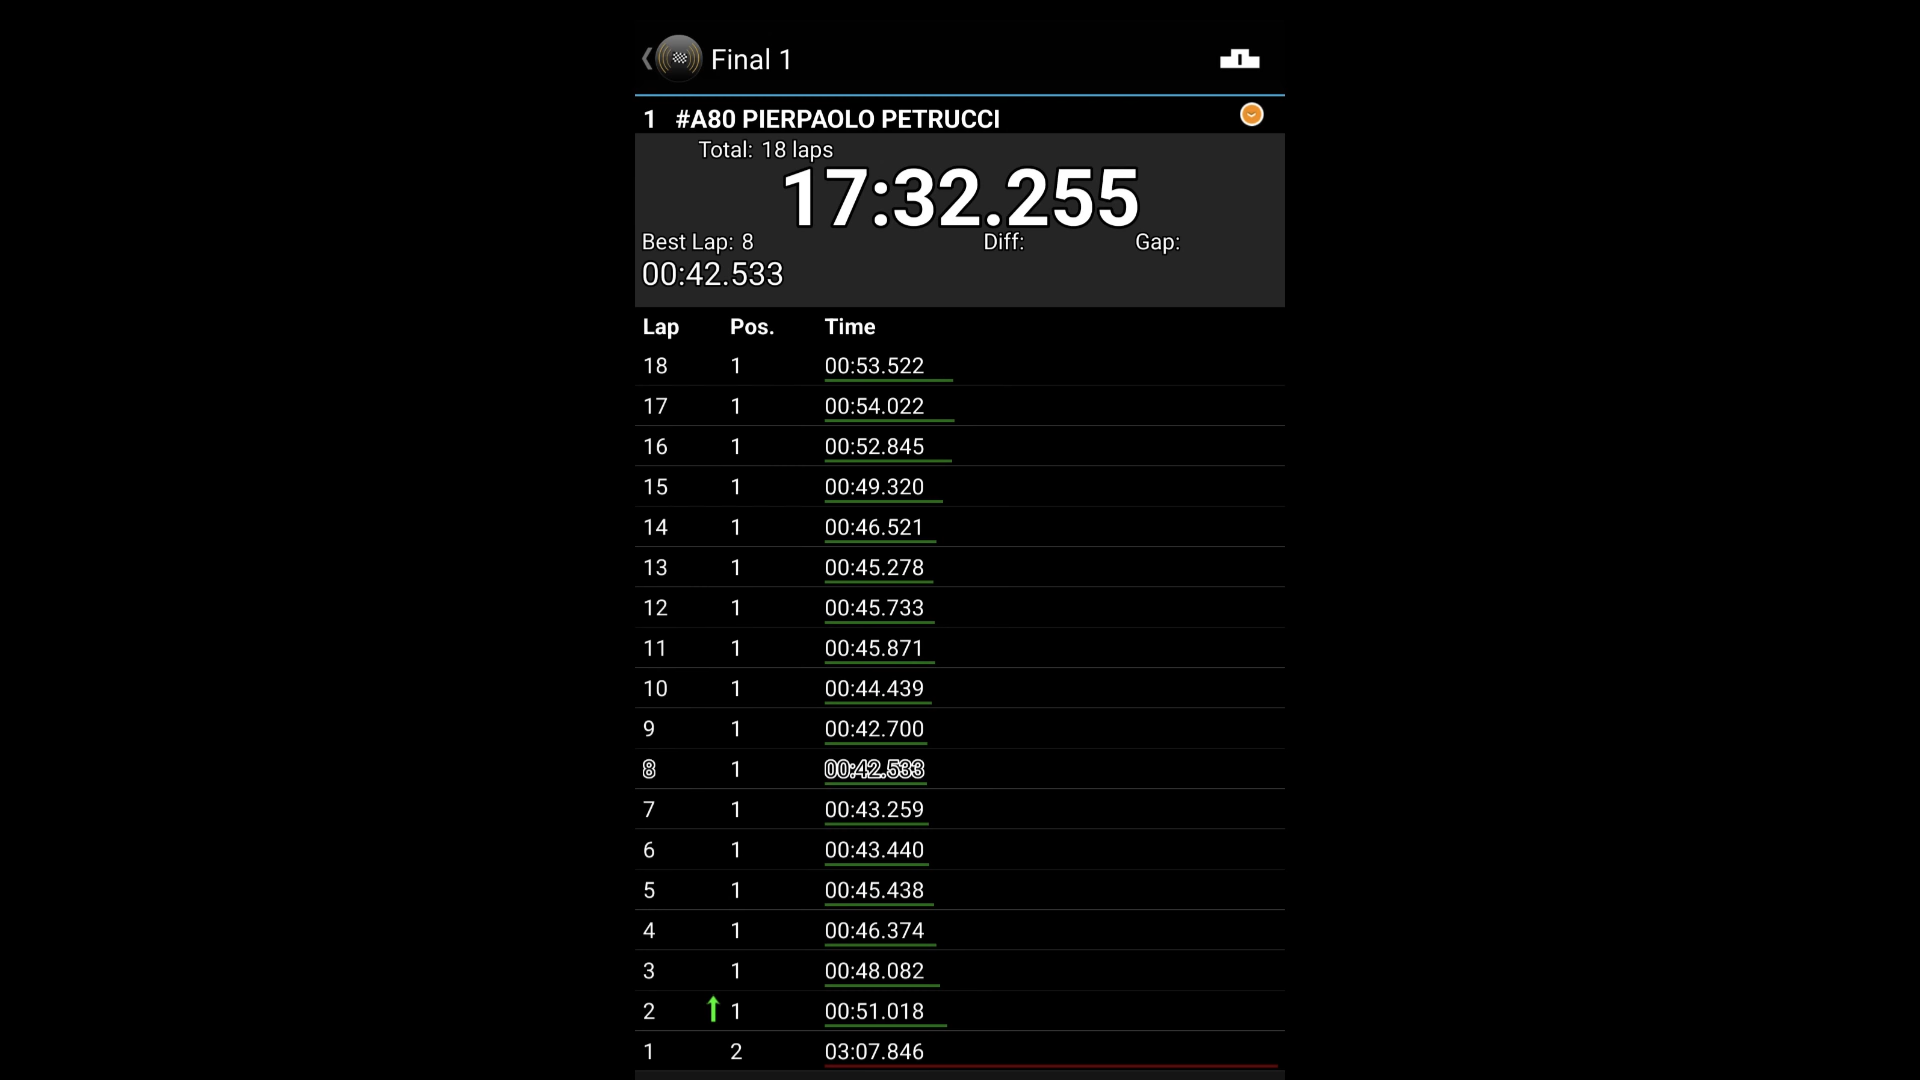 Final 1
1 #A80 PIERPAOLO PETRUCCI
Total: 18 laps
17:32.255
Best Lap: 8 Diff: Gap:
00:42.533
Lap Pos. Time
18 1 00:53.522
17 1 00:54.022
16 1 00:52.845
15 1 00:49.320
14 1 00:46.521
13 1 00:45.278
12 1 00:45.733
11 1 00:45.871
10 1 00:44.439
9 1 00:42.700
8 1 00:42.533
7 1 00:43.259
6 1 00:43.440
5 1 00:45.438
4 1 00:46.374
3 1 00:48.082
2 1 00:51.018
1 2 03:07.846